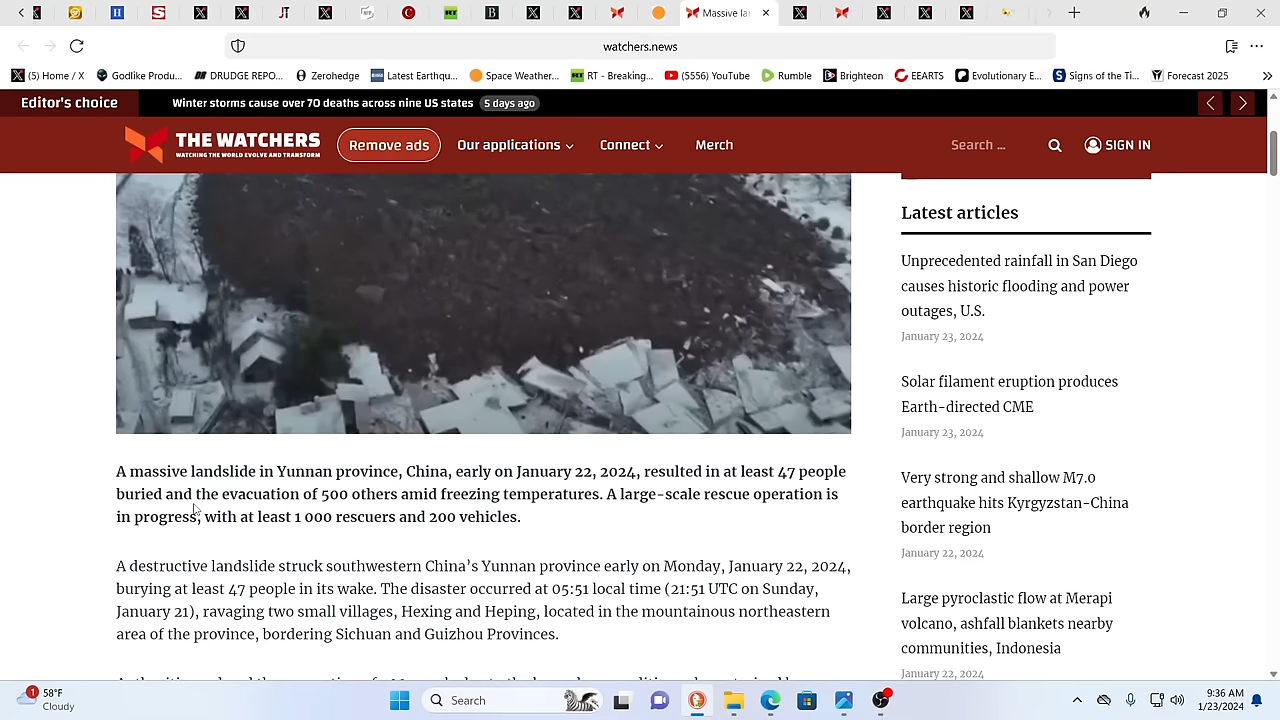 Massive la
watchers.news
(5) Home / X
Godlike Produ...
DRUDGE REPO...
Zerohedge
Latest Earthqu...
Space Weather...
RT - Breaking...
(5556) YouTube
Rumble
Brighteon
EEARTS
Evolutionary E...
Signs of the Ti...
Forecast 2025
Editor's choice
Winter storms cause over 70 deaths across nine US states
5 days ago
THE WATCHERS
WATCHING THE WORLD EVOLVE AND TRANSFORM
Remove ads
Our applications
Connect
Merch
Search ...
SIGN IN
A massive landslide in Yunnan province, China, early on January 22, 2024, resulted in at least 47 people
buried and the evacuation of 500 others amid freezing temperatures. A large-scale rescue operation is
in progress, with at least 1 000 rescuers and 200 vehicles.
A destructive landslide struck southwestern China's Yunnan province early on Monday, January 22, 2024,
burying at least 47 people in its wake. The disaster occurred at 05:51 local time (21:51 UTC on Sunday,
January 21), ravaging two small villages, Hexing and Heping, located in the mountainous northeastern
area of the province, bordering Sichuan and Guizhou Provinces.
Latest articles
Unprecedented rainfall in San Diego
causes historic flooding and power
outages, U.S.
January 23, 2024
Solar filament eruption produces
Earth-directed CME
January 23, 2024
Very strong and shallow M7.0
earthquake hits Kyrgyzstan-China
border region
January 22, 2024
Large pyroclastic flow at Merapi
volcano, ashfall blankets nearby
communities, Indonesia
January 22, 2024
1
58°F
Cloudy
Search
9:36 AM
1/23/2024